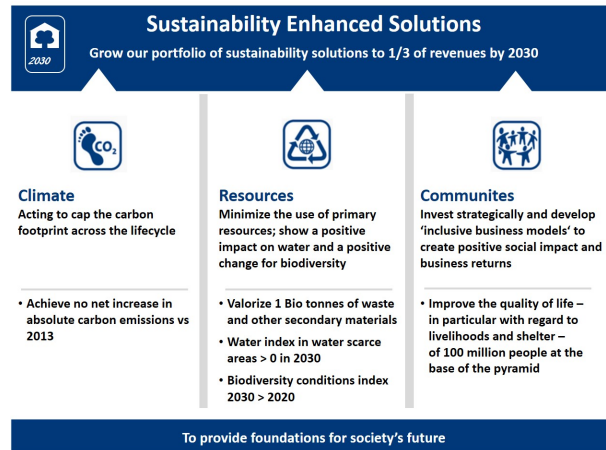 Sustainability Enhanced Solutions
Grow our portfolio of sustainability solutions to 1/3 of revenues by 2030
2030
CO2
Climate
Acting to cap the carbon
footprint across the lifecycle
• Achieve no net increase in
absolute carbon emissions vs
2013
Resources
Minimize the use of primary
resources; show a positive
impact on water and a positive
change for biodiversity
• Valorize 1 Bio tonnes of waste
and other secondary materials
• Water index in water scarce
areas > 0 in 2030
• Biodiversity conditions index
2030 > 2020
Communites
Invest strategically and develop
‘inclusive business models‘ to
create positive social impact and
business returns
• Improve the quality of life –
in particular with regard to
livelihoods and shelter –
of 100 million people at the
base of the pyramid
To provide foundations for society’s future